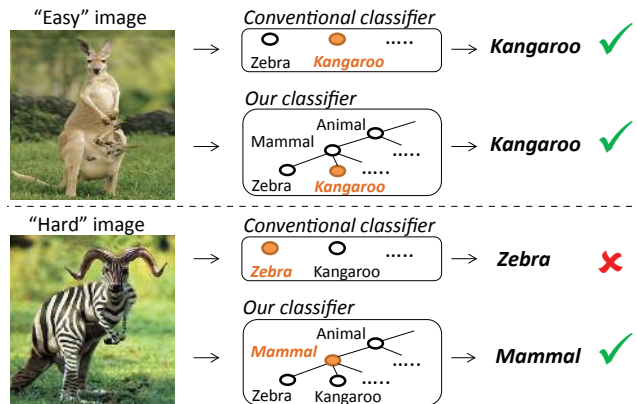 “Easy” image
Conventional classifier
Zebra Kangaroo .....
Kangaroo
Our classifier
Animal
Mammal
.....
Zebra Kangaroo .....
Kangaroo
“Hard” image
Conventional classifier
Zebra Kangaroo .....
Zebra
Our classifier
Animal
Mammal
.....
Zebra Kangaroo .....
Mammal